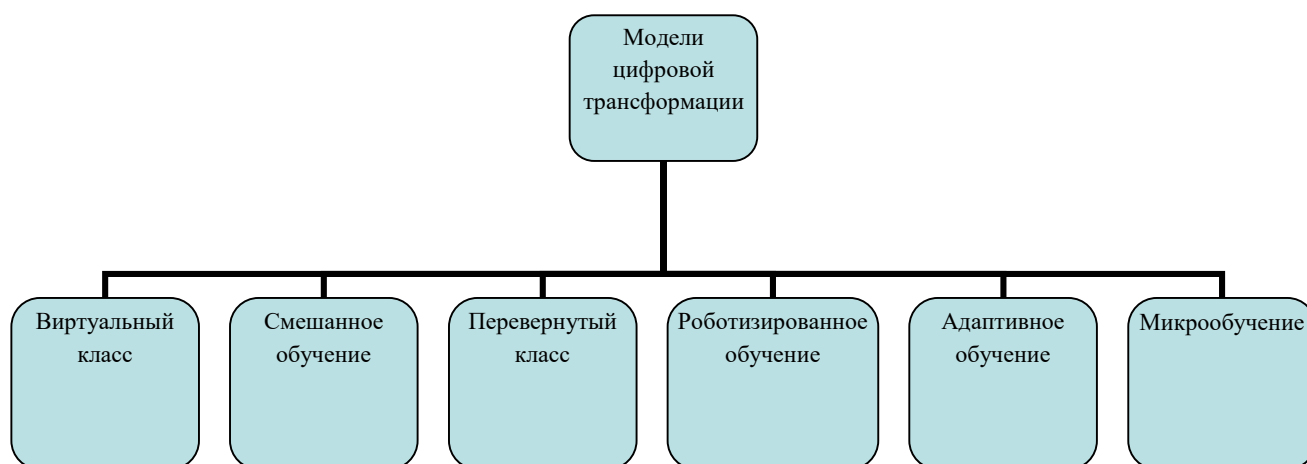 Модели
цифровой
трансформации
Виртуальный
класс
Смешанное
обучение
Перевернутый
класс
Роботизированное
обучение
Адаптивное
обучение
Микрообучение